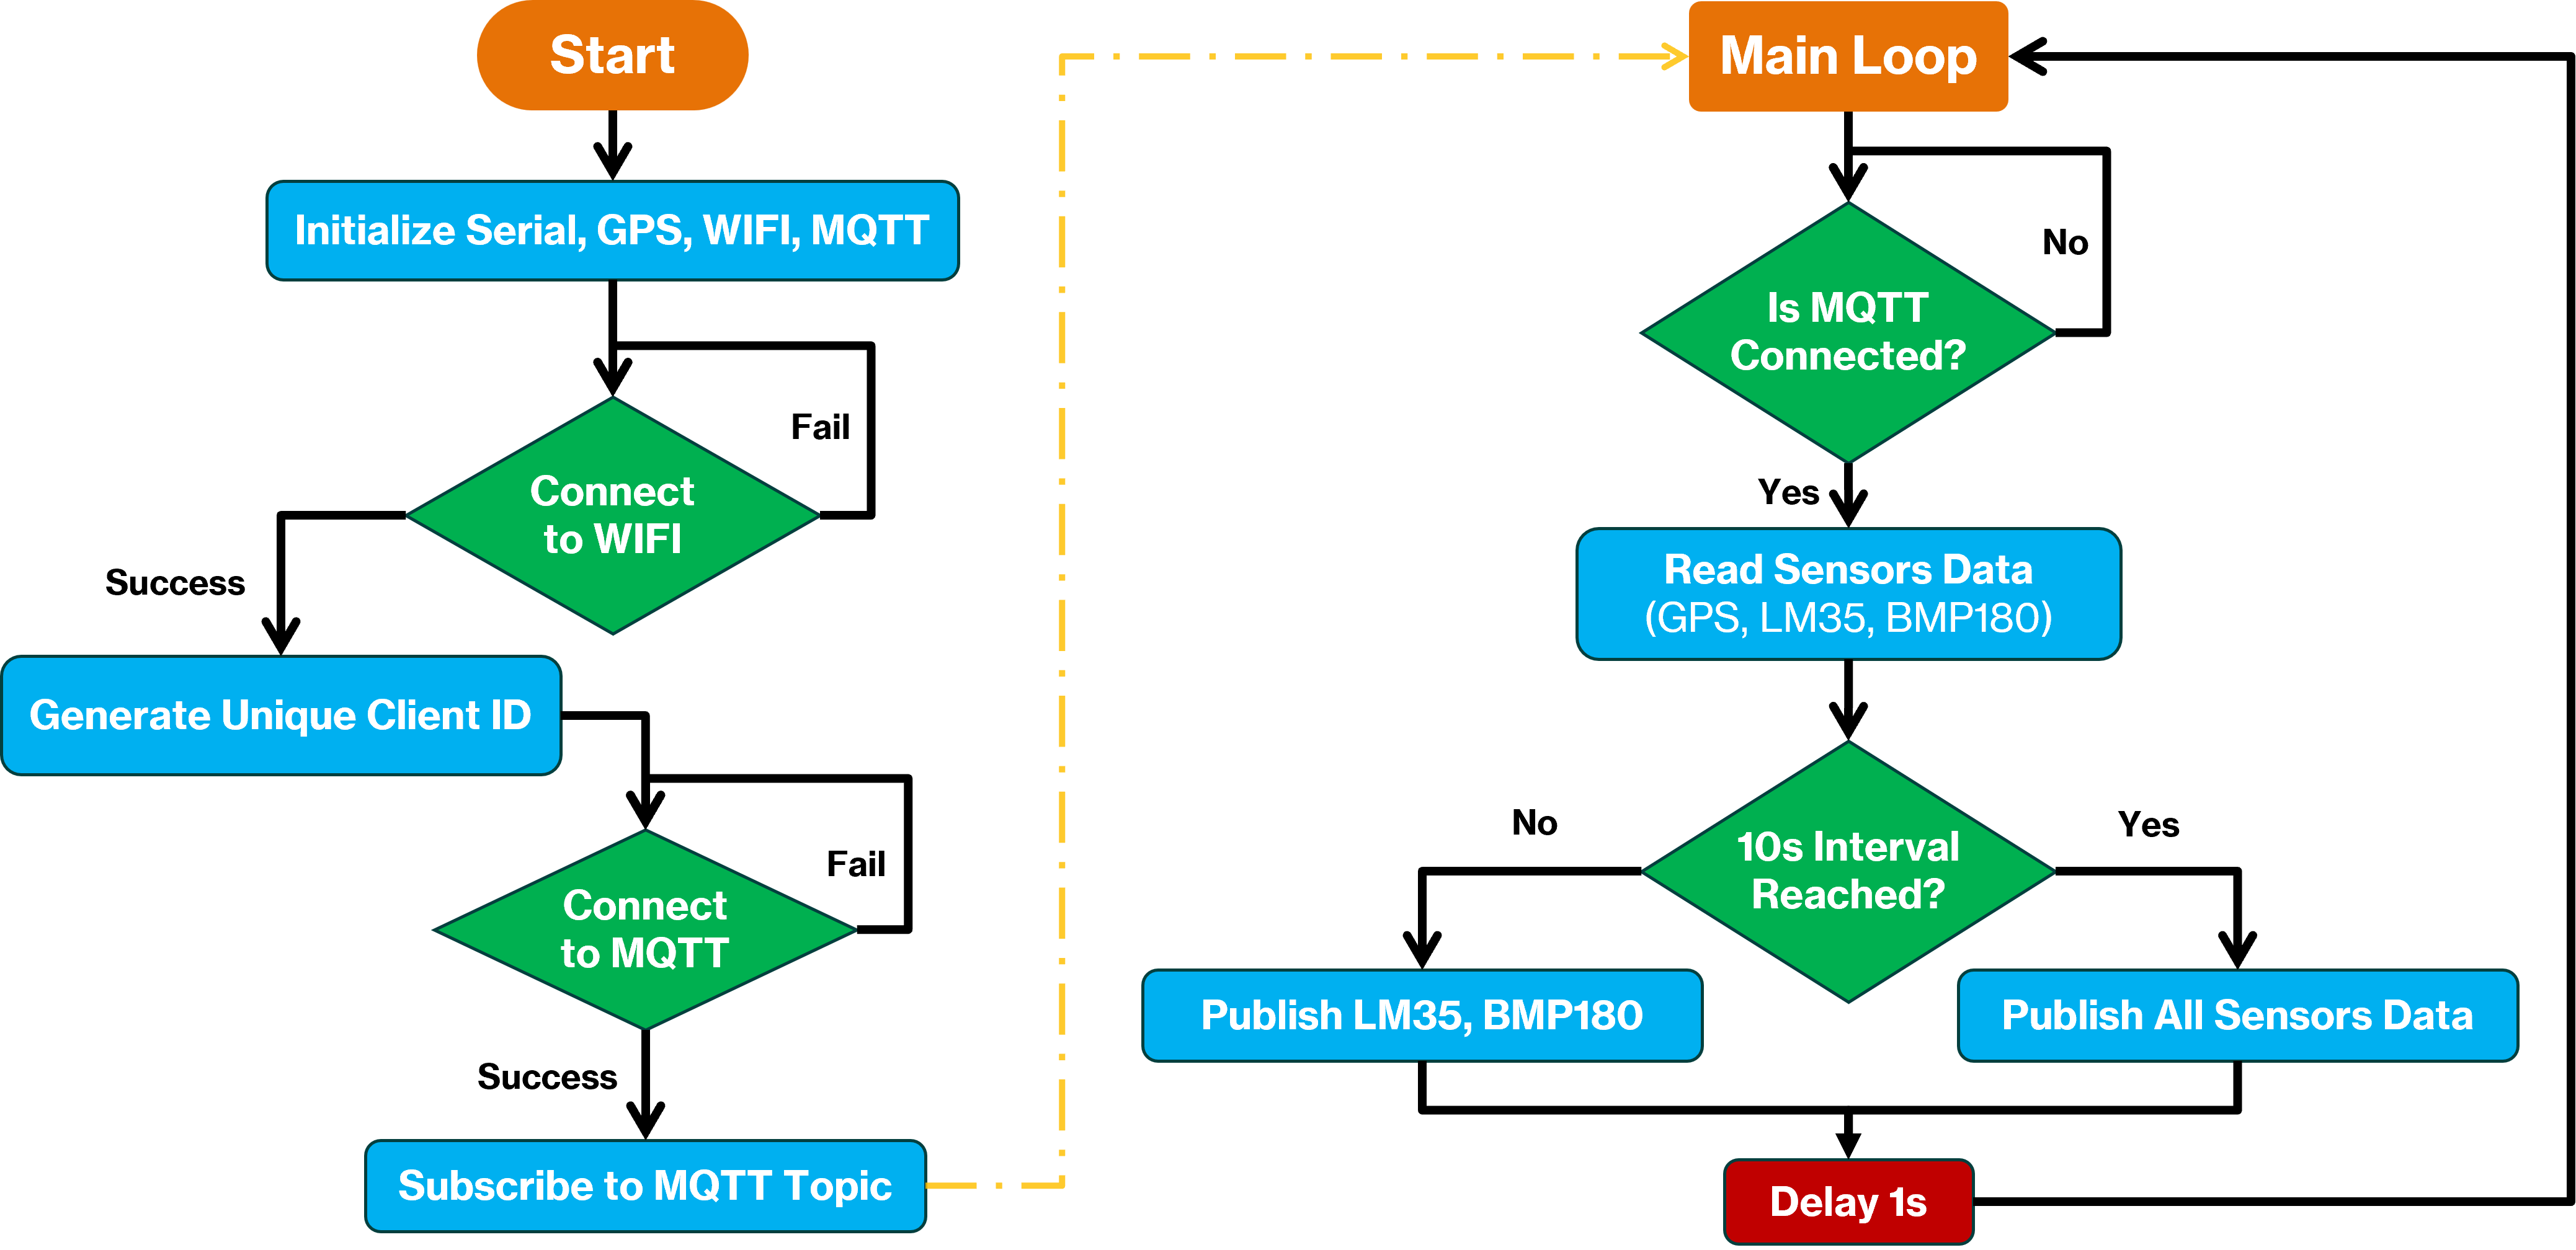 Start
Initialize Serial, GPS, WIFI, MQTT
Fail
Connect
to WIFI
Success
Generate Unique Client ID
Fail
Connect
to MQTT
Success
Subscribe to MQTT Topic
Main Loop
No
Is MQTT
Connected?
Yes
Read Sensors Data
(GPS, LM35, BMP180)
No
Yes
10s Interval
Reached?
Publish LM35, BMP180
Publish All Sensors Data
Delay 1s